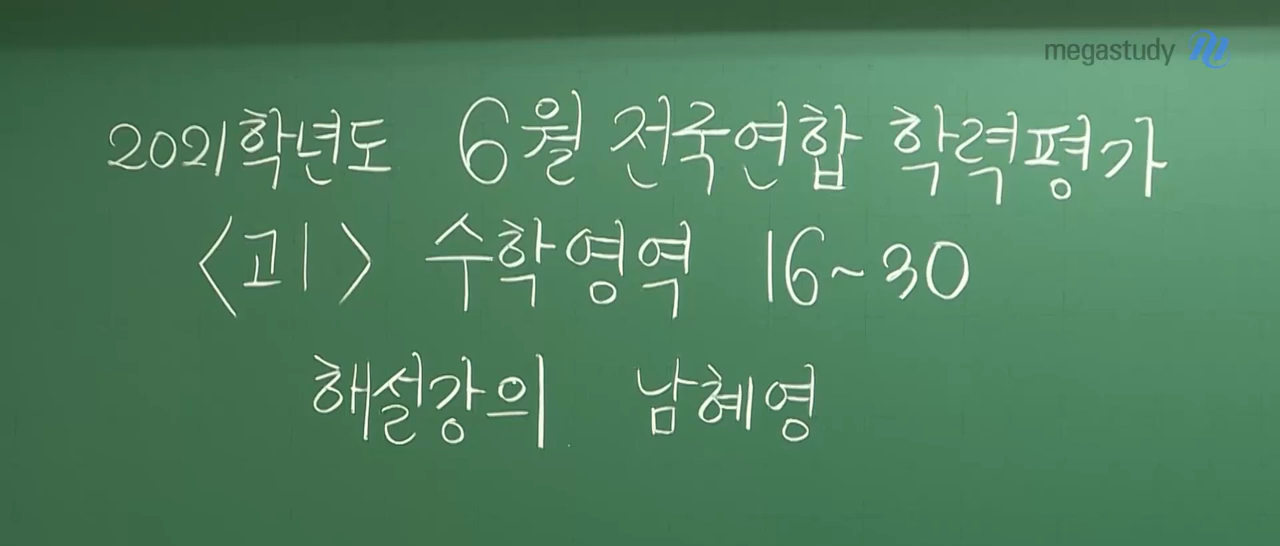 megastudy
2021학년도 6월 전국연합 학력평가
<고1> 수학영역 16~30
해설강의 남혜영